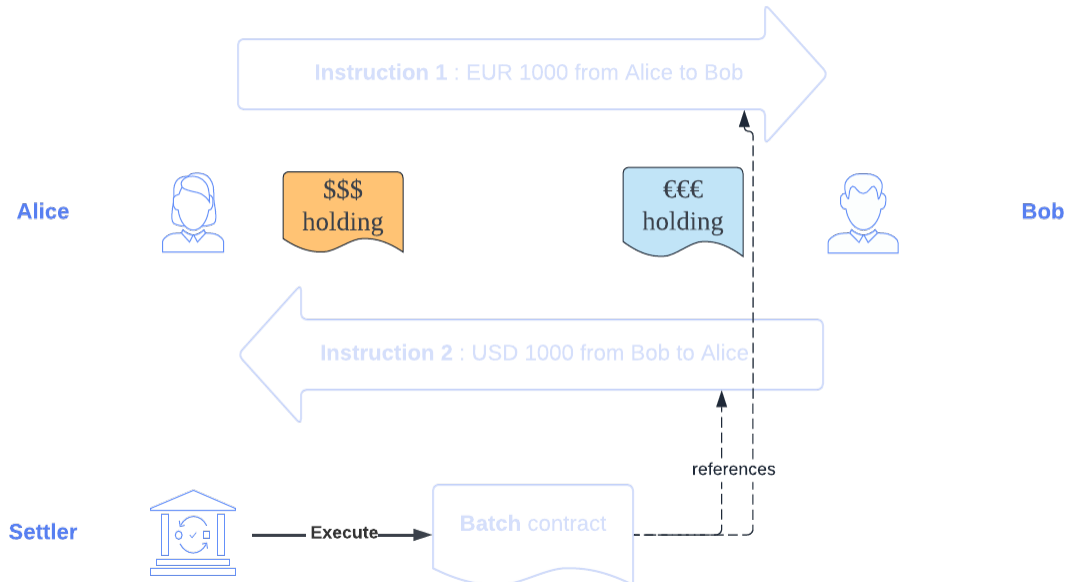 Instruction 1 : EUR 1000 from Alice to Bob
Alice
$$$
holding
€€€
holding
Bob
Instruction 2 : USD 1000 from Bob to Alice
references
Settler
Execute
Batch contract